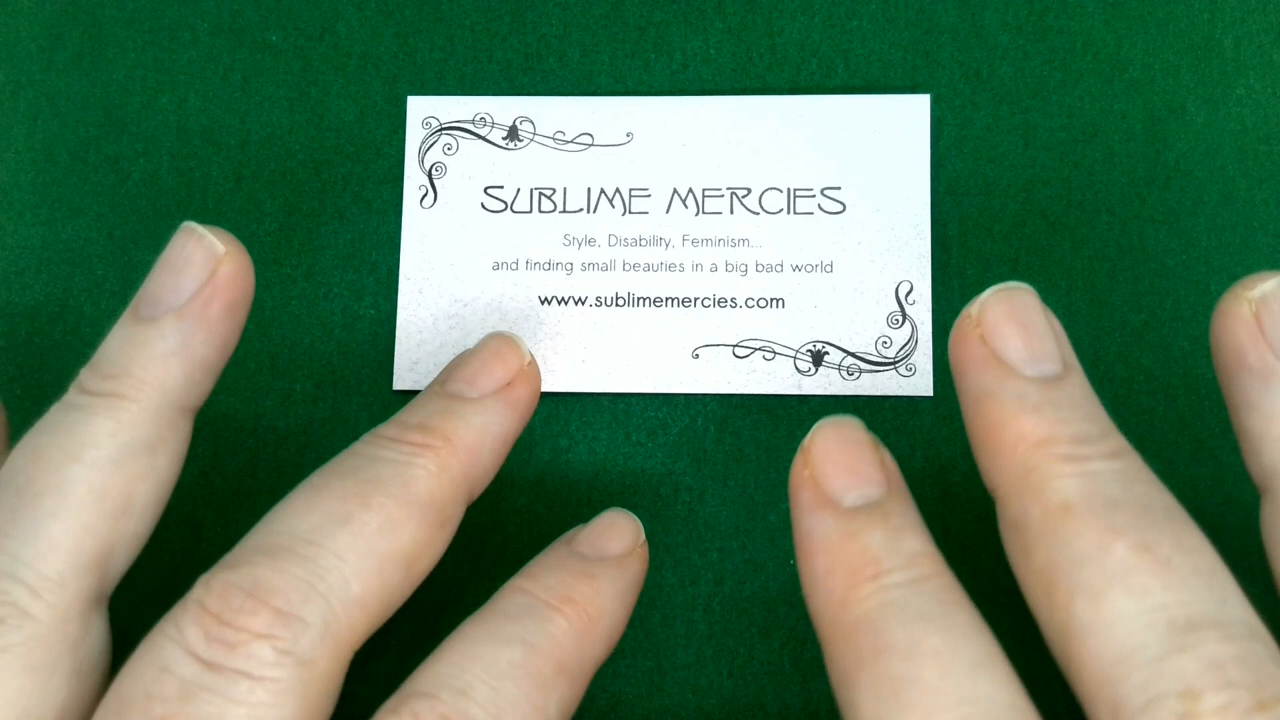 SUBLIME MERCIES
Style, Disability, Feminism...
and finding small beauties in a big bad world
www.sublimemercies.com